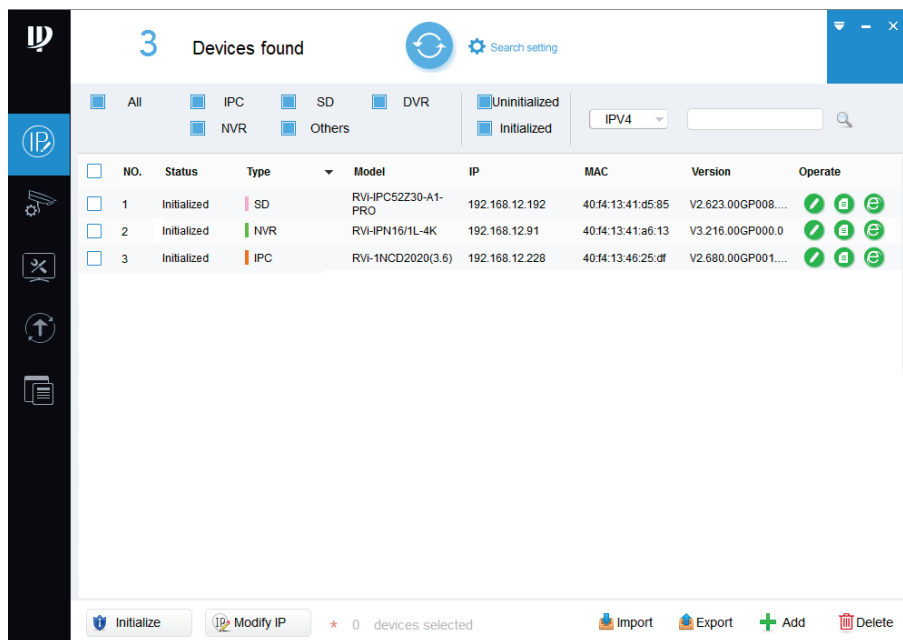 3 Devices found Search setting
All IPC SD DVR Uninitialized
NVR Others Initialized IPV4
NO. Status Type Model IP MAC Version Operate
1 Initialized SD RVi-IPC52Z30-A1-
PRO 192.168.12.192 40:f4:13:41:d5:85 V2.623.00GP008....
2 Initialized NVR RVi-IPN16/1L-4K 192.168.12.91 40:f4:13:41:a6:13 V3.216.00GP000.0
3 Initialized IPC RVi-1NCD2020(3.6) 192.168.12.228 40:f4:13:46:25:df V2.680.00GP001....
Initialize IP Modify IP * 0 devices selected Import Export Add Delete